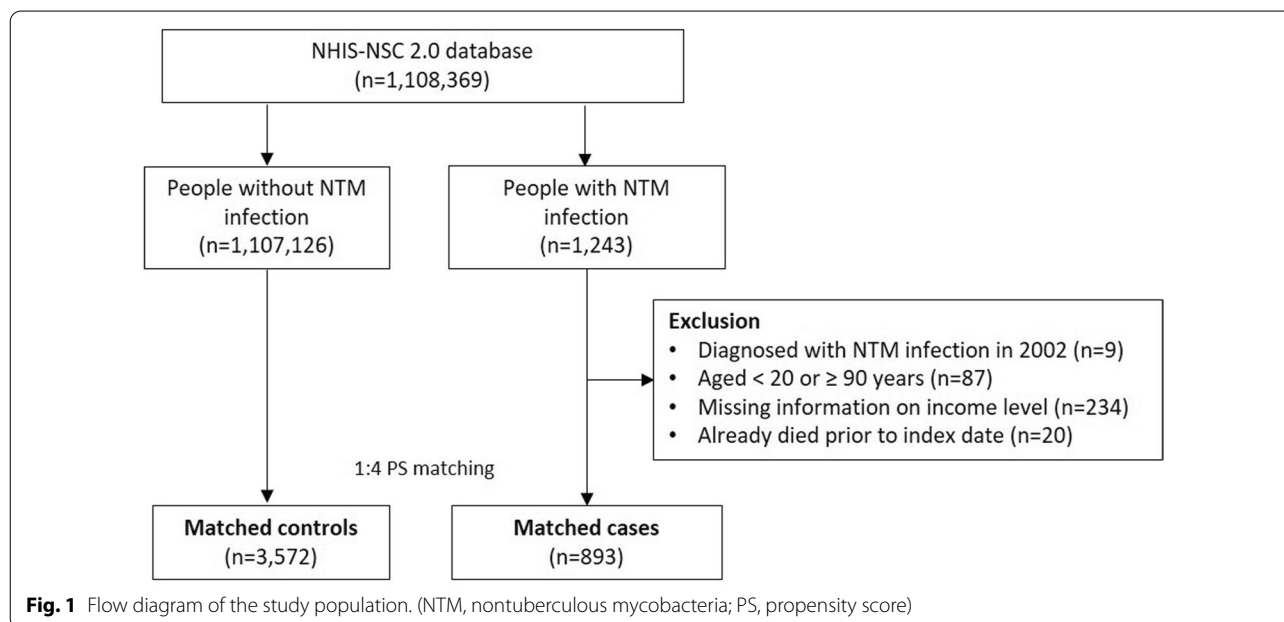 NHIS-NSC 2.0 database
(n=1,108,369)
People without NTM
infection
(n=1,107,126)
People with NTM
infection
(n=1,243)
Exclusion
• Diagnosed with NTM infection in 2002 (n=9)
• Aged < 20 or ≥ 90 years (n=87)
• Missing information on income level (n=234)
• Already died prior to index date (n=20)
1:4 PS matching
Matched controls
(n=3,572)
Matched cases
(n=893)
Fig. 1 Flow diagram of the study population. (NTM, nontuberculous mycobacteria; PS, propensity score)